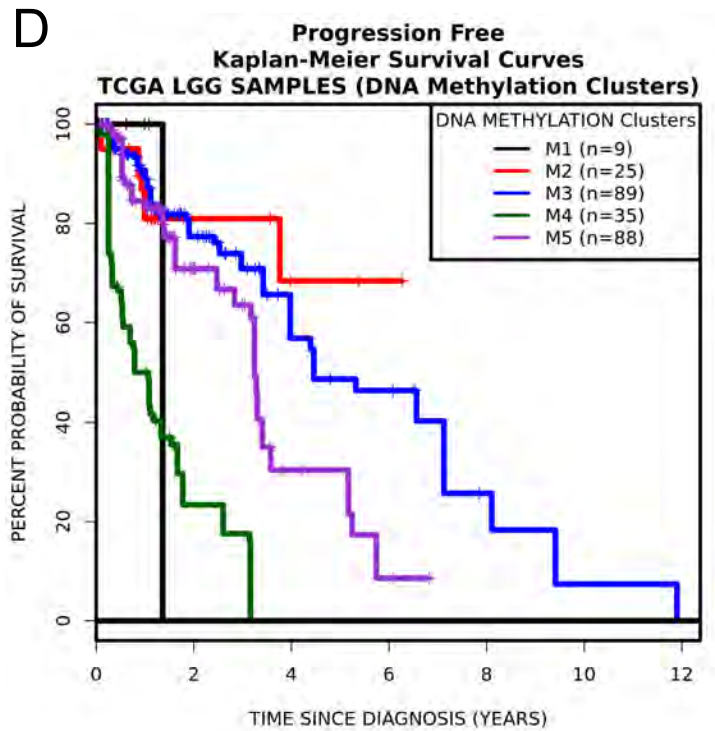 D
Progression Free
Kaplan-Meier Survival Curves
TCGA LGG SAMPLES (DNA Methylation Clusters)
DNA METHYLATION Clusters
M1 (n=9)
M2 (n=25)
M3 (n=89)
M4 (n=35)
M5 (n=88)
PERCENT PROBABILITY OF SURVIVAL
100
80
60
40
20
0
0 2 4 6 8 10 12
TIME SINCE DIAGNOSIS (YEARS)